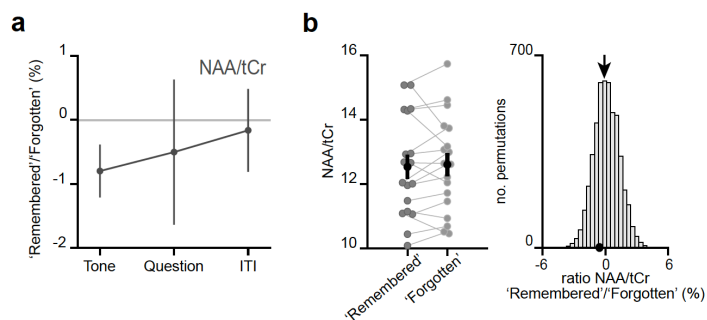 a
'Remembered'/'Forgotten' (%)
1
0
-1
-2
NAA/tCr
Tone
Question
ITI
b
NAA/tCr
16
14
12
10
'Remembered'
'Forgotten'
no. permutations
700
0
-6
0
6
ratio NAA/tCr
'Remembered'/'Forgotten' (%)